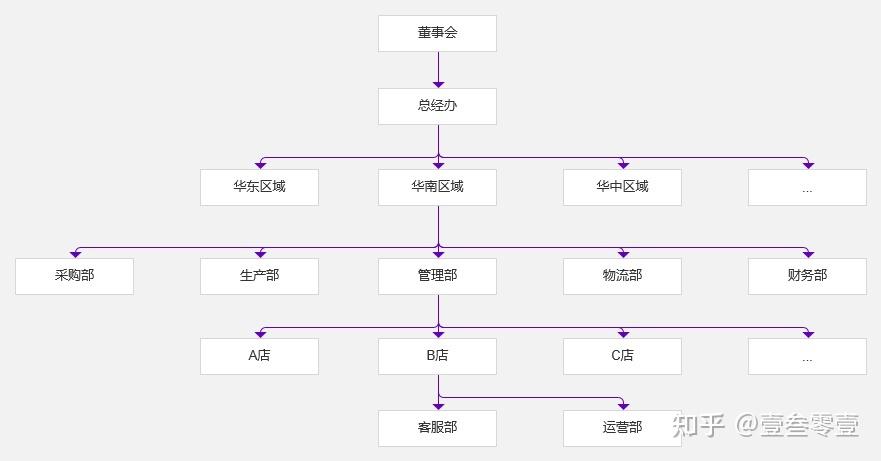 董事会
总经办
华东区域 华南区域 华中区域 ...
采购部 生产部 管理部 物流部 财务部
A店 B店 C店 ...
客服部 运营部
知乎 @壹叁零壹